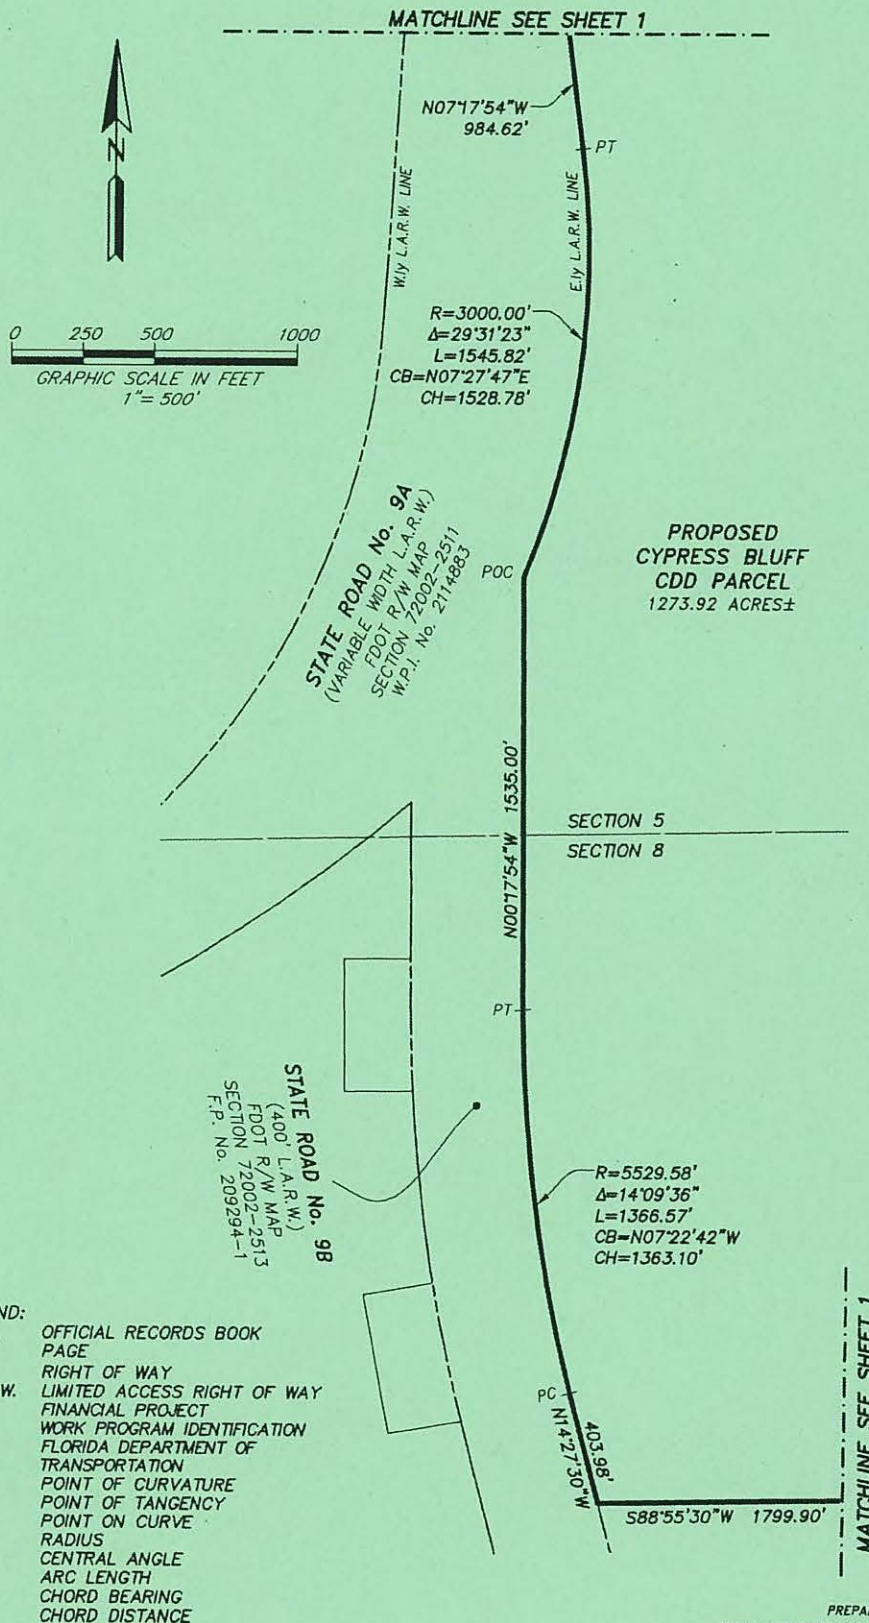 MATCHLINE SEE SHEET 1
N07°17'54"W
984.62'
PT
W.ly L.A.R.W. LINE
E.ly L.A.R.W. LINE
N
0 250 500 1000
GRAPHIC SCALE IN FEET
1"= 500'
R=3000.00'
Δ=29°31'23"
L=1545.82'
CB=N07°27'47"E
CH=1528.78'
STATE ROAD No. 9A
(VARIABLE WIDTH L.A.R.W.)
FDOT R/W MAP
SECTION 72002-2511
W.P.I. No. 2114883
POC
PROPOSED
CYPRESS BLUFF
CDD PARCEL
1273.92 ACRES±
N00°17'54"W 1535.00'
SECTION 5
SECTION 8
PT
STATE ROAD No. 9B
(400' L.A.R.W.)
FDOT R/W MAP
SECTION 72002-2513
F.P. No. 209294-1
R=5529.58'
Δ=14°09'36"
L=1366.57'
CB=N07°22'42"W
CH=1363.10'
PC
N14°27'30"W
403.98'
S88°55'30"W 1799.90'
MATCHLINE SEE SHEET 1
ND:
OFFICIAL RECORDS BOOK
PAGE
RIGHT OF WAY
W. LIMITED ACCESS RIGHT OF WAY
FINANCIAL PROJECT
WORK PROGRAM IDENTIFICATION
FLORIDA DEPARTMENT OF
TRANSPORTATION
POINT OF CURVATURE
POINT OF TANGENCY
POINT ON CURVE
RADIUS
CENTRAL ANGLE
ARC LENGTH
CHORD BEARING
CHORD DISTANCE
PREPA